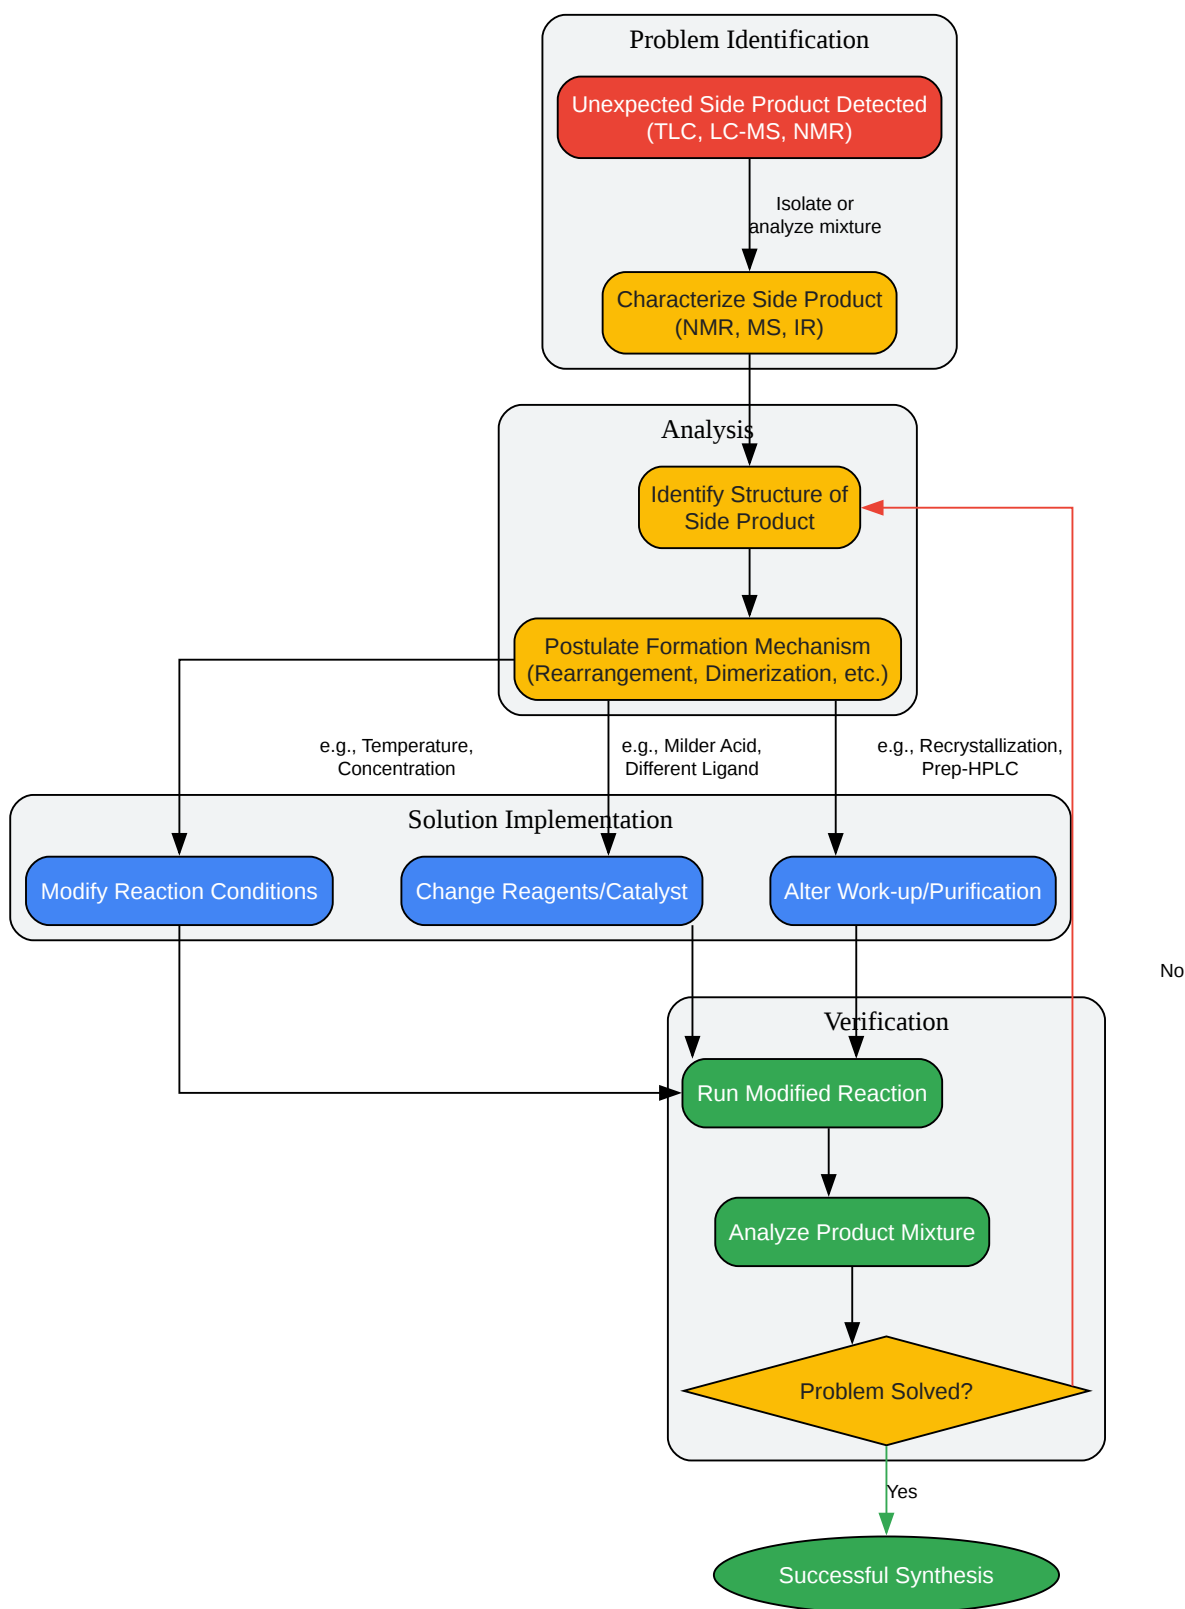 Problem Identification
Unexpected Side Product Detected
(TLC, LC-MS, NMR)
Isolate or
analyze mixture
Characterize Side Product
(NMR, MS, IR)
Analysis
Identify Structure of
Side Product
Postulate Formation Mechanism
(Rearrangement, Dimerization, etc.)
e.g., Temperature,
Concentration
e.g., Milder Acid,
Different Ligand
e.g., Recrystallization,
Prep-HPLC
Solution Implementation
Modify Reaction Conditions
Change Reagents/Catalyst
Alter Work-up/Purification
No
Verification
Run Modified Reaction
Analyze Product Mixture
Problem Solved?
Yes
Successful Synthesis